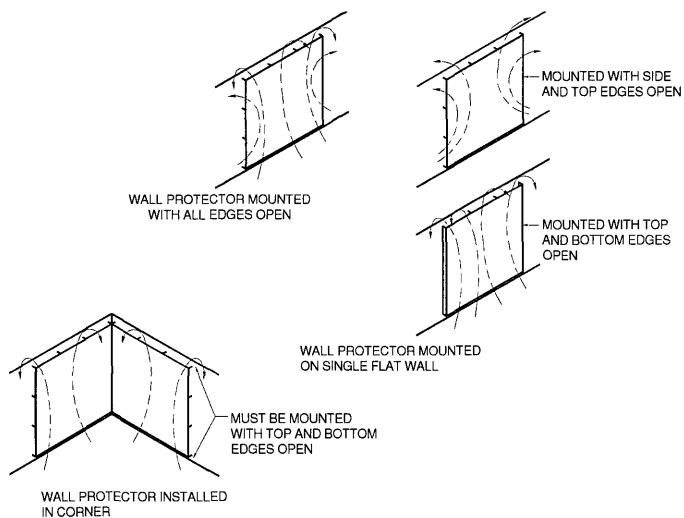 MOUNTED WITH SIDE
AND TOP EDGES OPEN
WALL PROTECTOR MOUNTED
WITH ALL EDGES OPEN
MOUNTED WITH TOP
AND BOTTOM EDGES
OPEN
WALL PROTECTOR MOUNTED
ON SINGLE FLAT WALL
MUST BE MOUNTED
WITH TOP AND BOTTOM
EDGES OPEN
WALL PROTECTOR INSTALLED
IN CORNER